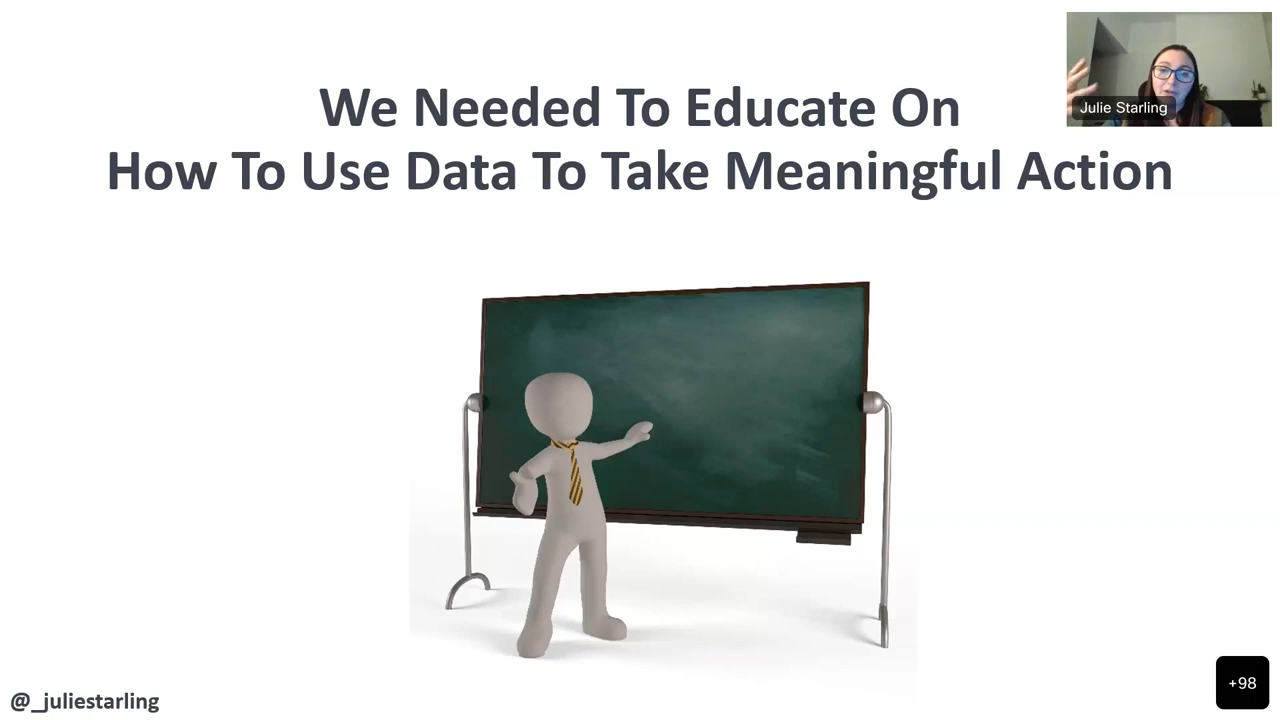 We Needed To Educate On
How To Use Data To Take Meaningful Action
Julie Starling
@_juliestarling
+98